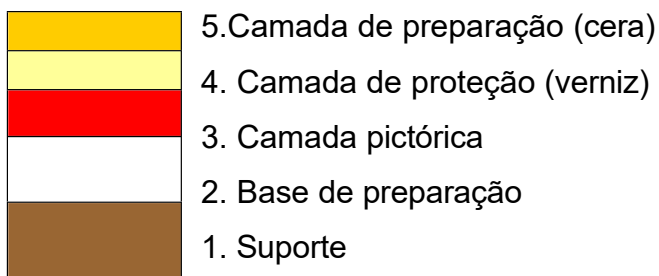 5.Camada de preparação (cera)
4. Camada de proteção (verniz)
3. Camada pictórica
2. Base de preparação
1. Suporte